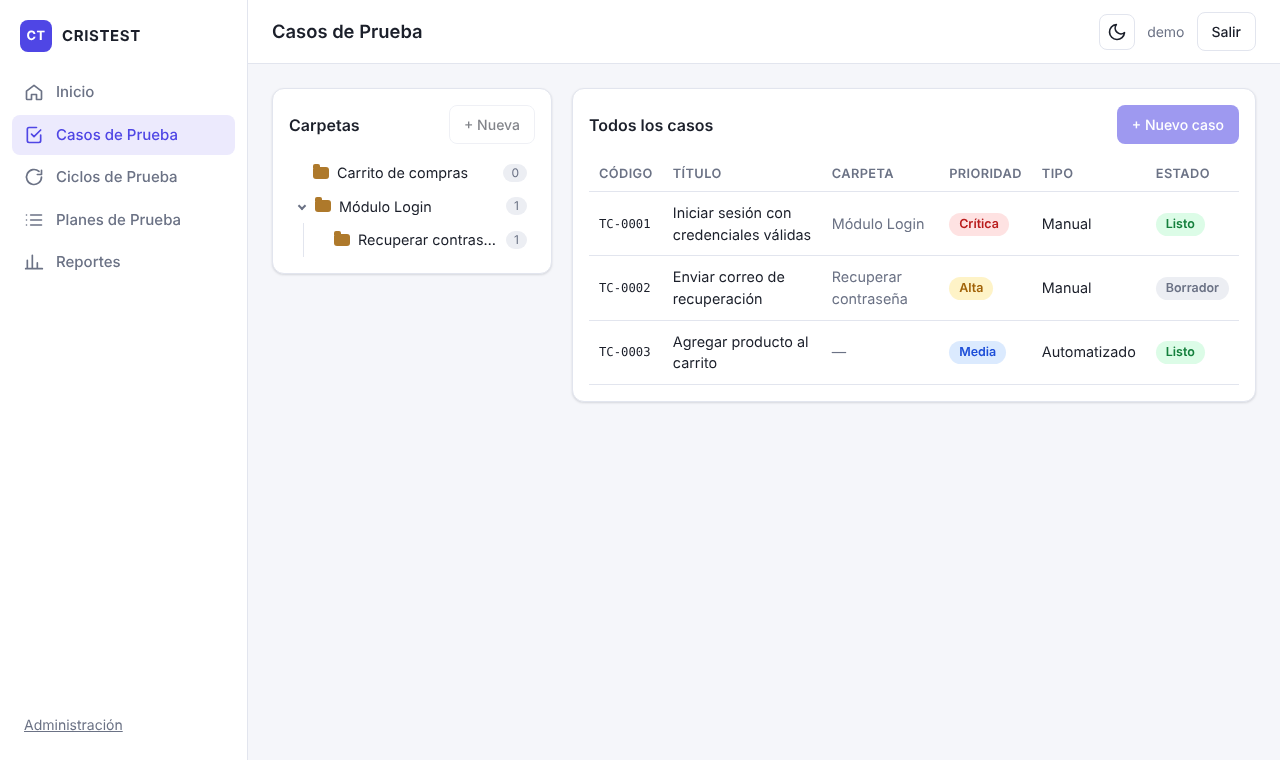 CT CRISTEST
Inicio
Casos de Prueba
Ciclos de Prueba
Planes de Prueba
Reportes
Administración
Casos de Prueba
demo
Salir
Carpetas
+ Nueva
Carrito de compras 0
Módulo Login 1
Recuperar contras... 1
Todos los casos
+ Nuevo caso
CÓDIGO TÍTULO CARPETA PRIORIDAD TIPO ESTADO
TC-0001 Iniciar sesión con credenciales válidas Módulo Login Crítica Manual Listo
TC-0002 Enviar correo de recuperación Recuperar contraseña Alta Manual Borrador
TC-0003 Agregar producto al carrito — Media Automatizado Listo